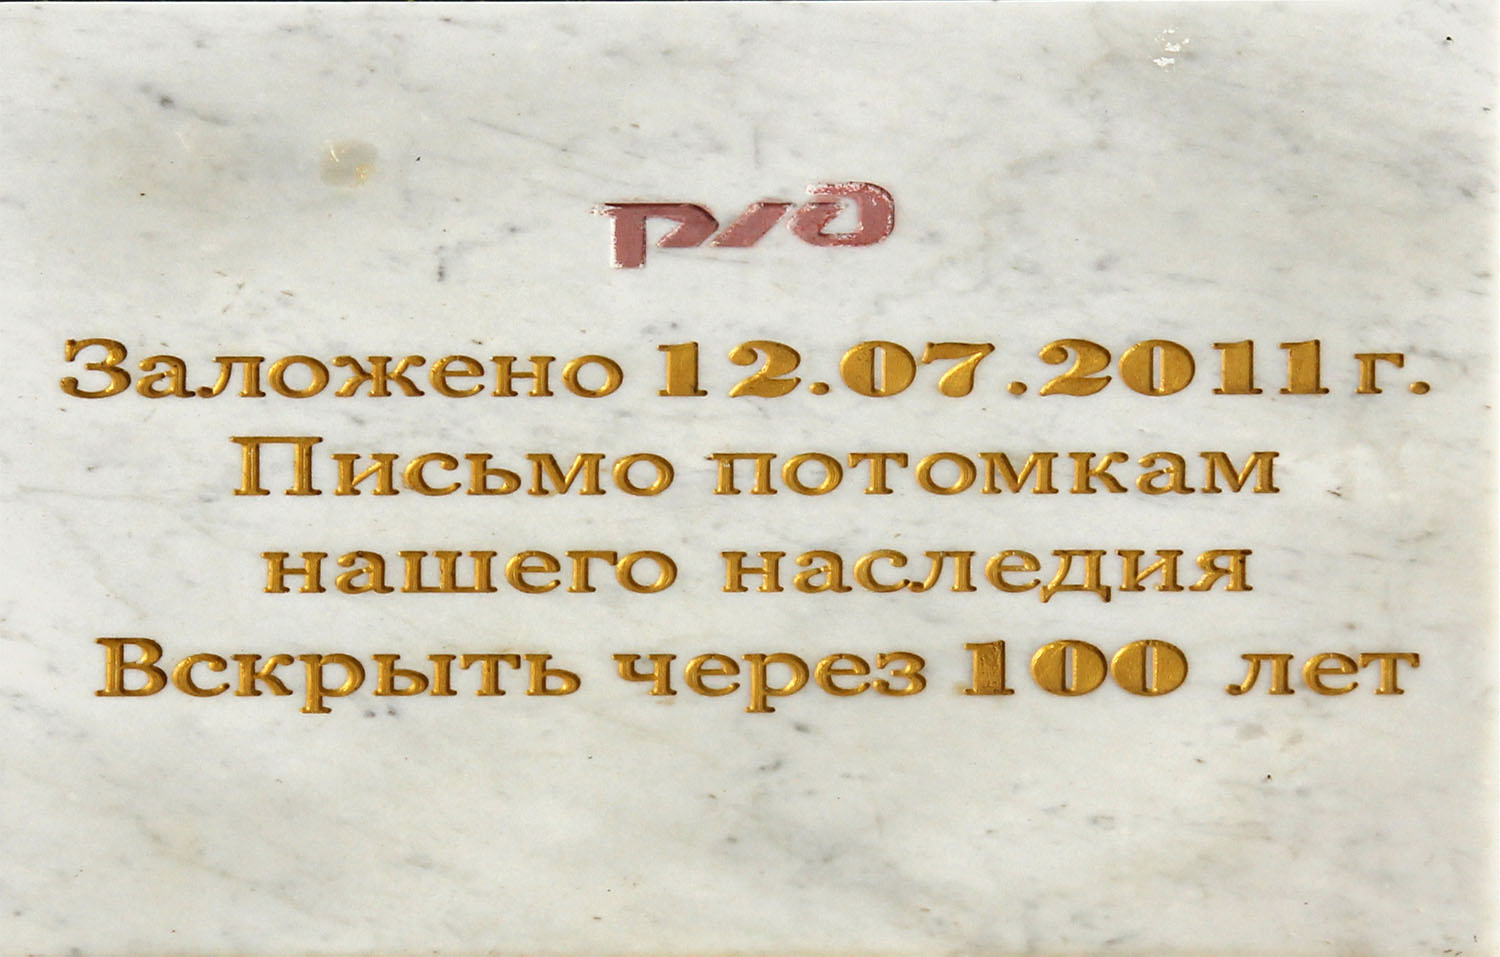 ржд
Заложено 12.07.2011 г.
Письмо потомкам
нашего наследия
Вскрыть через 100 лет